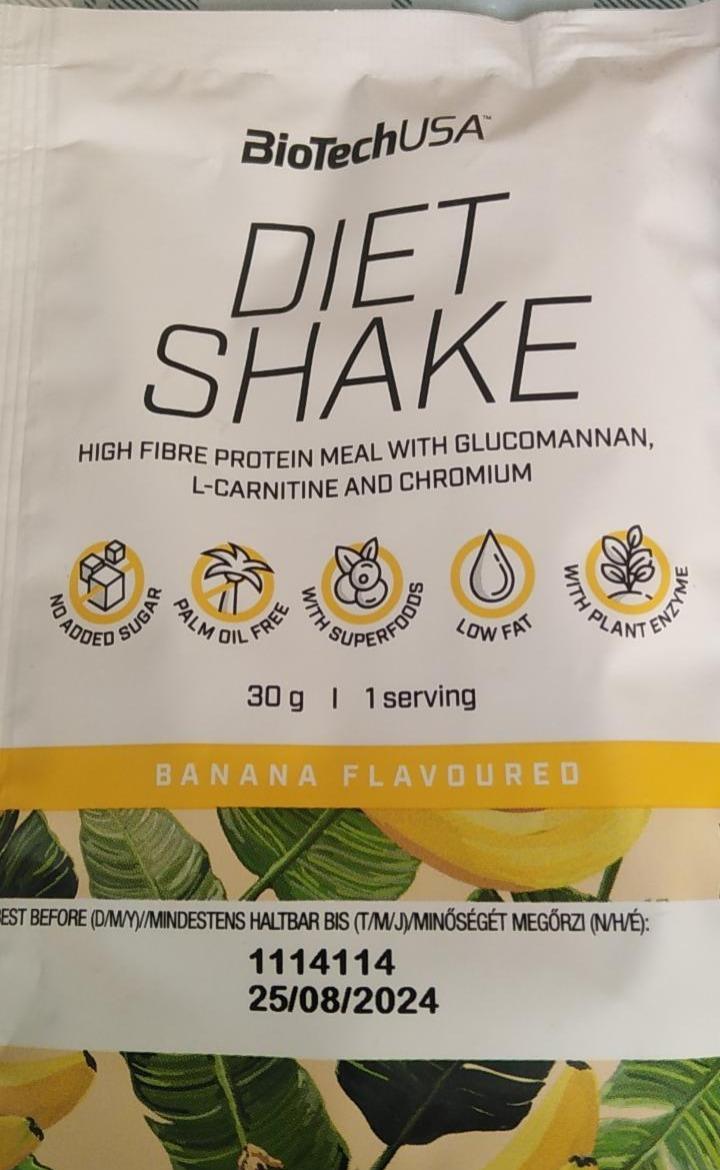 BioTechUSA™
DIET
SHAKE
HIGH FIBRE PROTEIN MEAL WITH GLUCOMANNAN,
L-CARNITINE AND CHROMIUM
NO ADDED SUGAR
PALM OIL FREE
WITH SUPERFOODS
LOW FAT
WITH PLANT ENZYME
30 g | 1 serving
BANANA FLAVOURED
EST BEFORE (D/M/Y)//MINDESTENS HALTBAR BIS (T/M/J)/MINŐSÉGÉT MEGŐRZI (N/H/É):
1114114
25/08/2024